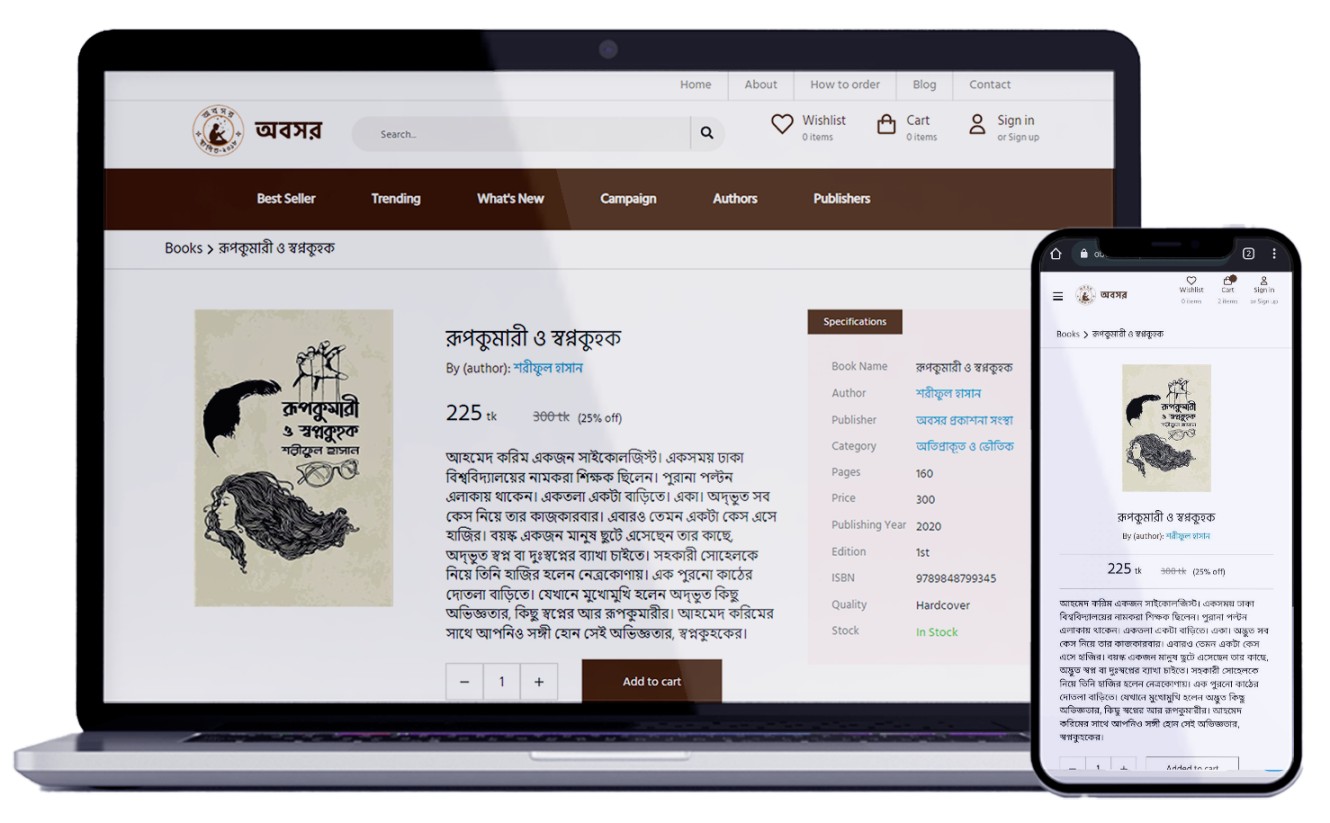 Home About How to order Blog Contact
অবসর
Search..
Wishlist
0 items
Cart
0 items
Sign in
or Sign up
Best Seller Trending What's New Campaign Authors Publishers
Books > রূপকুমারী ও স্বপ্নকুহক
রূপকুমারী
ও স্বপ্নকুহক
শরীফুল হাসান
রূপকুমারী ও স্বপ্নকুহক
By (author): শরীফুল হাসান
225 tk 300 tk (25% off)
আহমেদ করিম একজন সাইকোলজিস্ট। একসময় ঢাকা
বিশ্ববিদ্যালয়ের নামকরা শিক্ষক ছিলেন। পুরানা পল্টন
এলাকায় থাকেন। একতলা একটা বাড়িতে। একা। অদ্ভুত সব
কেস নিয়ে তার কাজকারবার। এবারও তেমন একটা কেস এসে
হাজির। বয়স্ক একজন মানুষ ছুটে এসেছেন তার কাছে,
অদ্ভুত স্বপ্ন বা দুঃস্বপ্নের ব্যাখা চাইতে। সহকারী সোহেলকে
নিয়ে তিনি হাজির হলেন নেত্রকোণায়। এক পুরনো কাঠের
দোতলা বাড়িতে। যেখানে মুখোমুখি হলেন অদ্ভুত কিছু
অভিজ্ঞতার, কিছু স্বপ্নের আর রূপকুমারীর। আহমেদ করিমের
সাথে আপনিও সঙ্গী হোন সেই অভিজ্ঞতার, স্বপ্নকুহকের।
− 1 +
Add to cart
Specifications
Book Name রূপকুমারী ও স্বপ্নকুহক
Author শরীফুল হাসান
Publisher অবসর প্রকাশনা সংস্থা
Category অতিপ্রাকৃত ও ভৌতিক
Pages 160
Price 300
Publishing Year 2020
Edition 1st
ISBN 9789848799345
Quality Hardcover
Stock In Stock
2
অবসর
Wishlist
0 items
Cart
2 items
Sign in
or Sign up
Books > রূপকুমারী ও স্বপ্নকুহক
রূপকুমারী
ও স্বপ্নকুহক
শরীফুল হাসান
রূপকুমারী ও স্বপ্নকুহক
By (author): শরীফুল হাসান
225 tk 300 tk (25% off)
আহমেদ করিম একজন সাইকোলজিস্ট। একসময় ঢাকা
বিশ্ববিদ্যালয়ের নামকরা শিক্ষক ছিলেন। পুরানা পল্টন
এলাকায় থাকেন। একতলা একটা বাড়িতে। একা। অদ্ভুত সব
কেস নিয়ে তার কাজকারবার। এবারও তেমন একটা কেস
এসে হাজির। বয়স্ক একজন মানুষ ছুটে এসেছেন তার কাছে,
অদ্ভুত স্বপ্ন বা দুঃস্বপ্নের ব্যাখা চাইতে। সহকারী সোহেলকে
নিয়ে তিনি হাজির হলেন নেত্রকোণায়। এক পুরনো কাঠের
দোতলা বাড়িতে। যেখানে মুখোমুখি হলেন অদ্ভুত কিছু
অভিজ্ঞতার, কিছু স্বপ্নের আর রূপকুমারীর। আহমেদ
করিমের সাথে আপনিও সঙ্গী হোন সেই অভিজ্ঞতার,
স্বপ্নকুহকের।
− 1 +
Added to cart